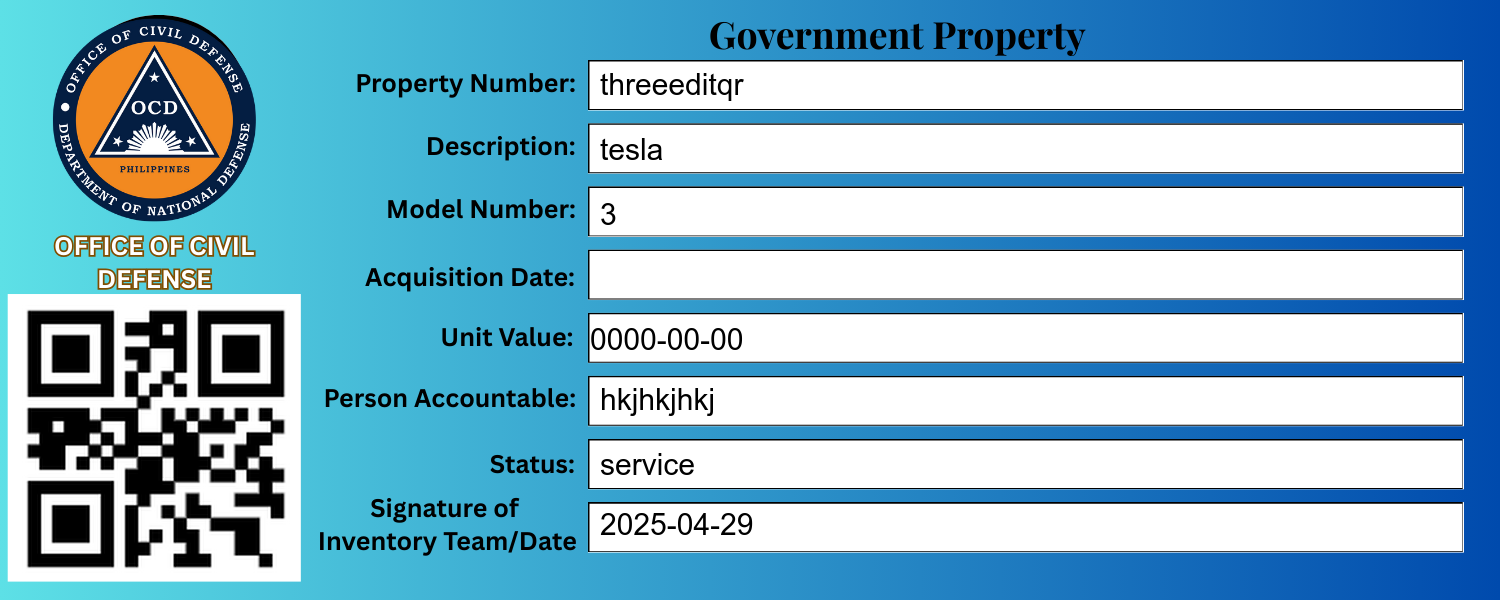 OFFICE OF CIVIL DEFENSE
OCD
PHILIPPINES
DEPARTMENT OF NATIONAL DEFENSE
OFFICE OF CIVIL
DEFENSE
Government Property
Property Number: threeeditqr
Description: tesla
Model Number: 3
Acquisition Date:
Unit Value: 0000-00-00
Person Accountable: hkjhkjhkj
Status: service
Signature of
Inventory Team/Date 2025-04-29